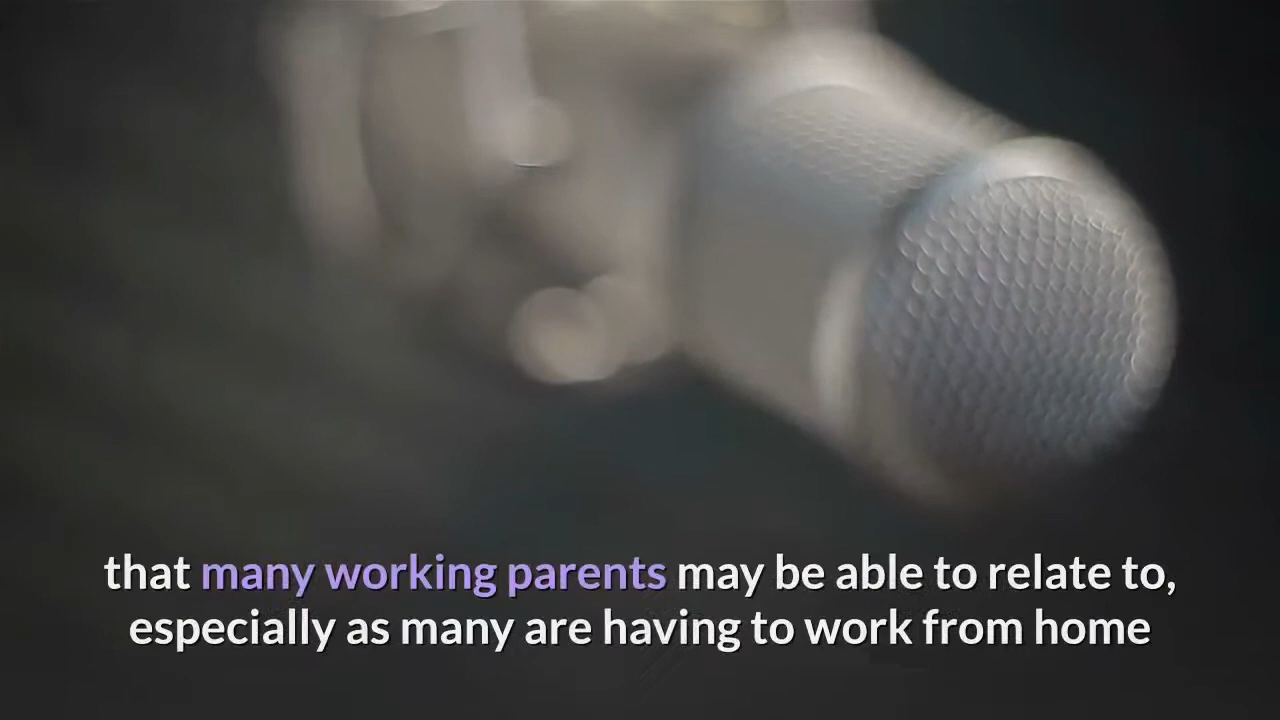 that many working parents may be able to relate to,
especially as many are having to work from home